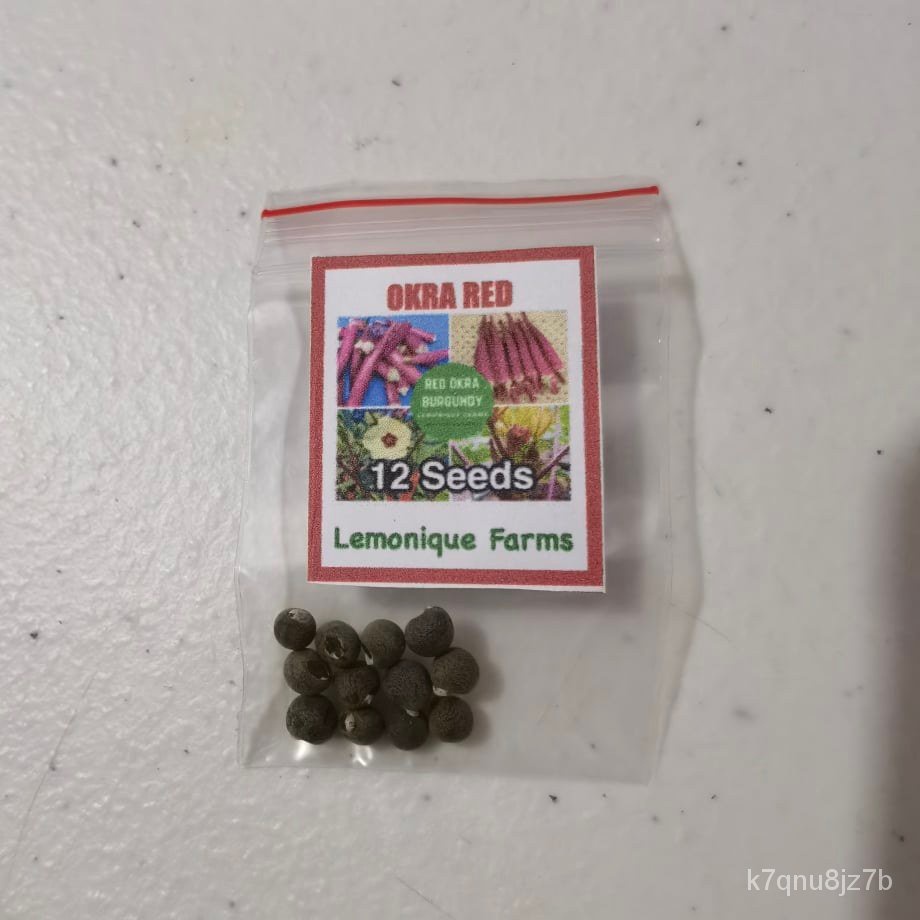 OKRA RED
RED OKRA
BURGUNDY
12 Seeds
Lemonique Farms
k7qnu8jz7b